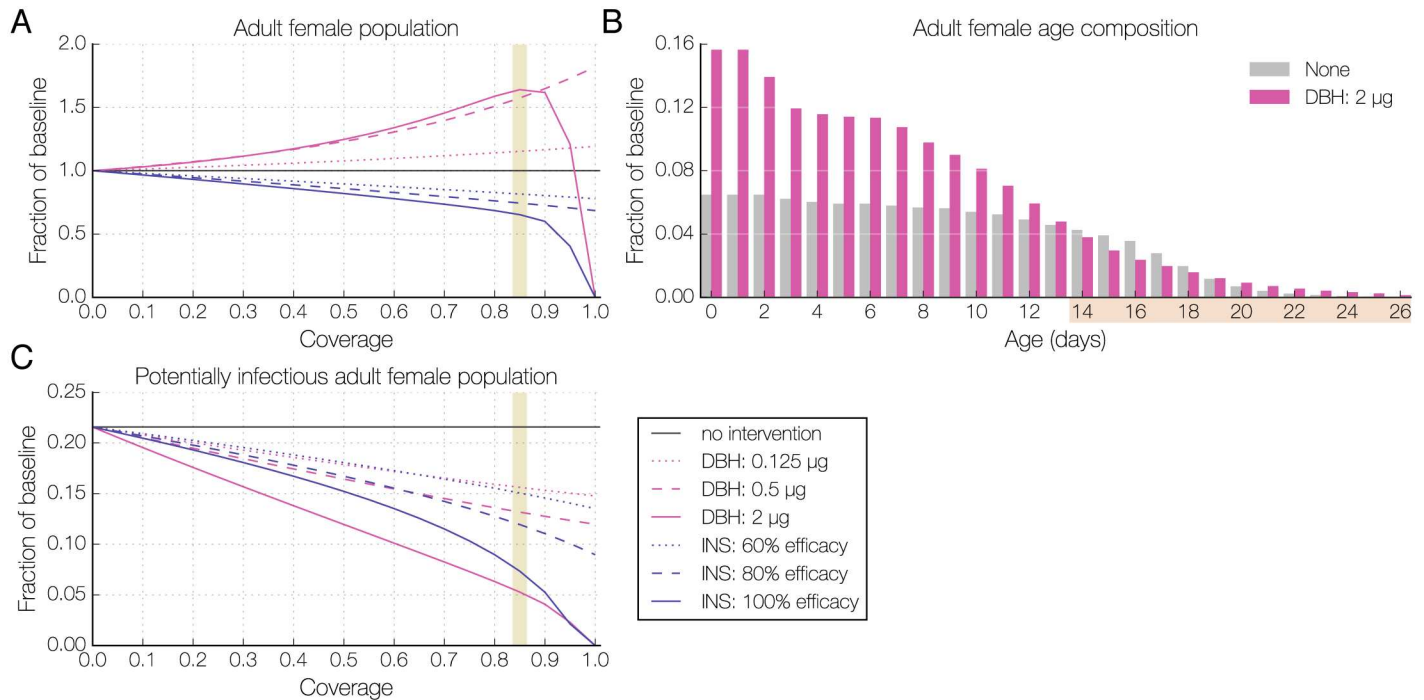 A
Adult female population
Fraction of baseline
2.0
1.5
1.0
0.5
0.0
0.0 0.1 0.2 0.3 0.4 0.5 0.6 0.7 0.8 0.9 1.0
Coverage
B
Adult female age composition
Fraction of baseline
0.16
0.12
0.08
0.04
0.00
None
DBH: 2 μg
0 2 4 6 8 10 12 14 16 18 20 22 24 26
Age (days)
C
Potentially infectious adult female population
Fraction of baseline
0.25
0.20
0.15
0.10
0.05
0.00
0.0 0.1 0.2 0.3 0.4 0.5 0.6 0.7 0.8 0.9 1.0
Coverage
no intervention
DBH: 0.125 μg
DBH: 0.5 μg
DBH: 2 μg
INS: 60% efficacy
INS: 80% efficacy
INS: 100% efficacy